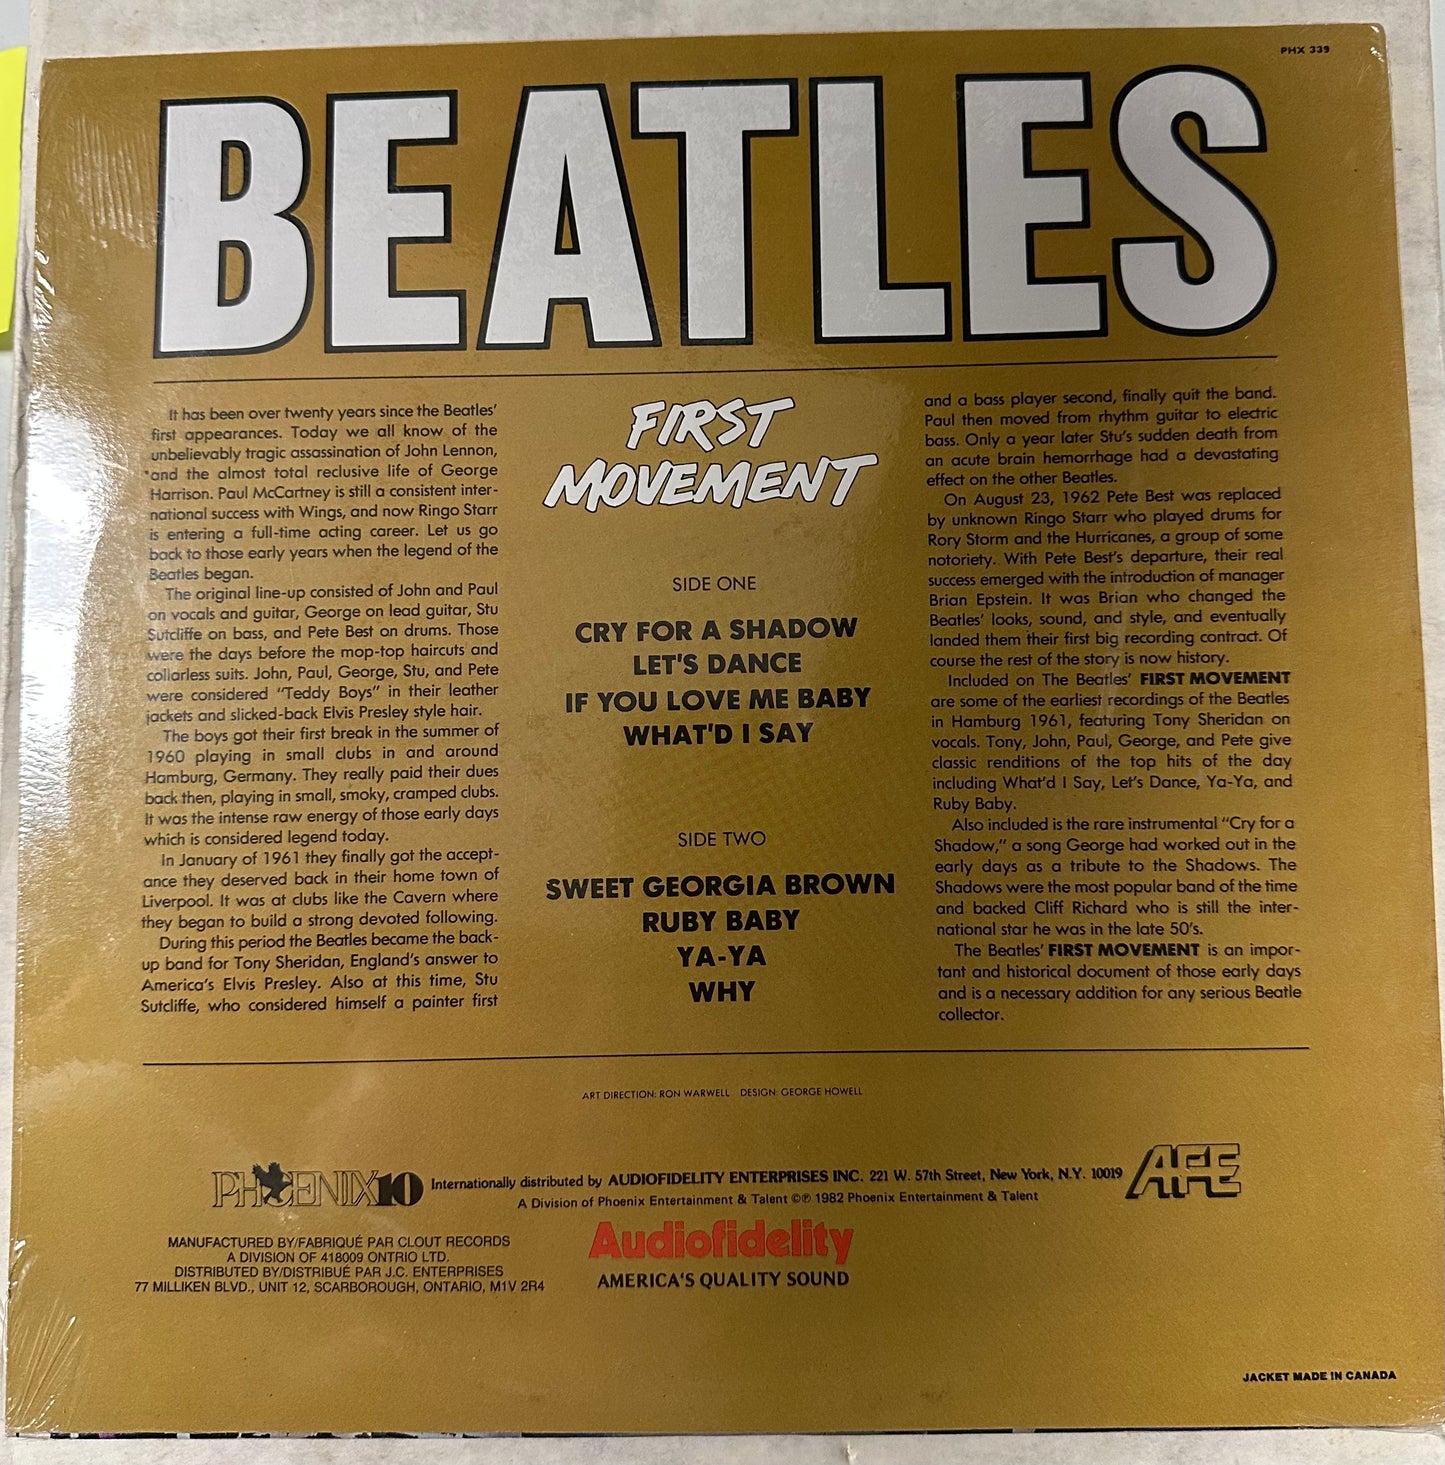 PHX 339
BEATLES
It has been over twenty years since the Beatles'
first appearances. Today we all know of the
unbelievably tragic assassination of John Lennon,
and the almost total reclusive life of George
Harrison. Paul McCartney is still a consistent inter-
national success with Wings, and now Ringo Starr
is entering a full-time acting career. Let us go
back to those early years when the legend of the
Beatles began.
The original line-up consisted of John and Paul
on vocals and guitar, George on lead guitar, Stu
Sutcliffe on bass, and Pete Best on drums. Those
were the days before the mop-top haircuts and
collarless suits. John, Paul, George, Stu, and Pete
were considered "Teddy Boys" in their leather
jackets and slicked-back Elvis Presley style hair.
The boys got their first break in the summer of
1960 playing in small clubs in and around
Hamburg, Germany. They really paid their dues
back then, playing in small, smoky, cramped clubs.
It was the intense raw energy of those early days
which is considered legend today.
In January of 1961 they finally got the accept-
ance they deserved back in their home town of
Liverpool. It was at clubs like the Cavern where
they began to build a strong devoted following.
During this period the Beatles became the back-
up band for Tony Sheridan, England's answer to
America's Elvis Presley. Also at this time, Stu
Sutcliffe, who considered himself a painter first
FIRST
MOVEMENT
SIDE ONE
CRY FOR A SHADOW
LET'S DANCE
IF YOU LOVE ME BABY
WHAT'D I SAY
SIDE TWO
SWEET GEORGIA BROWN
RUBY BABY
YA-YA
WHY
and a bass player second, finally quit the band.
Paul then moved from rhythm guitar to electric
bass. Only a year later Stu's sudden death from
an acute brain hemorrhage had a devastating
effect on the other Beatles.
On August 23, 1962 Pete Best was replaced
by unknown Ringo Starr who played drums for
Rory Storm and the Hurricanes, a group of some
notoriety. With Pete Best's departure, their real
success emerged with the introduction of manager
Brian Epstein. It was Brian who changed the
Beatles' looks, sound, and style, and eventually
landed them their first big recording contract. Of
course the rest of the story is now history.
Included on The Beatles' FIRST MOVEMENT
are some of the earliest recordings of the Beatles
in Hamburg 1961, featuring Tony Sheridan on
vocals. Tony, John, Paul, George, and Pete give
classic renditions of the top hits of the day
including What'd I Say, Let's Dance, Ya-Ya, and
Ruby Baby.
Also included is the rare instrumental "Cry for a
Shadow," a song George had worked out in the
early days as a tribute to the Shadows. The
Shadows were the most popular band of the time
and backed Cliff Richard who is still the inter-
national star he was in the late 50's.
The Beatles' FIRST MOVEMENT is an impor-
tant and historical document of those early days
and is a necessary addition for any serious Beatle
collector.
ART DIRECTION: RON WARWELL DESIGN: GEORGE HOWELL
PHOENIX10
Internationally distributed by AUDIOFIDELITY ENTERPRISES INC. 221 W. 57th Street, New York, N.Y. 10019
A Division of Phoenix Entertainment & Talent ©℗ 1982 Phoenix Entertainment & Talent
AFE
MANUFACTURED BY/FABRIQUÉ PAR CLOUT RECORDS
A DIVISION OF 418009 ONTRIO LTD.
DISTRIBUTED BY/DISTRIBUÉ PAR J.C. ENTERPRISES
77 MILLIKEN BLVD., UNIT 12, SCARBOROUGH, ONTARIO, M1V 2R4
Audiofidelity
AMERICA'S QUALITY SOUND
JACKET MADE IN CANADA